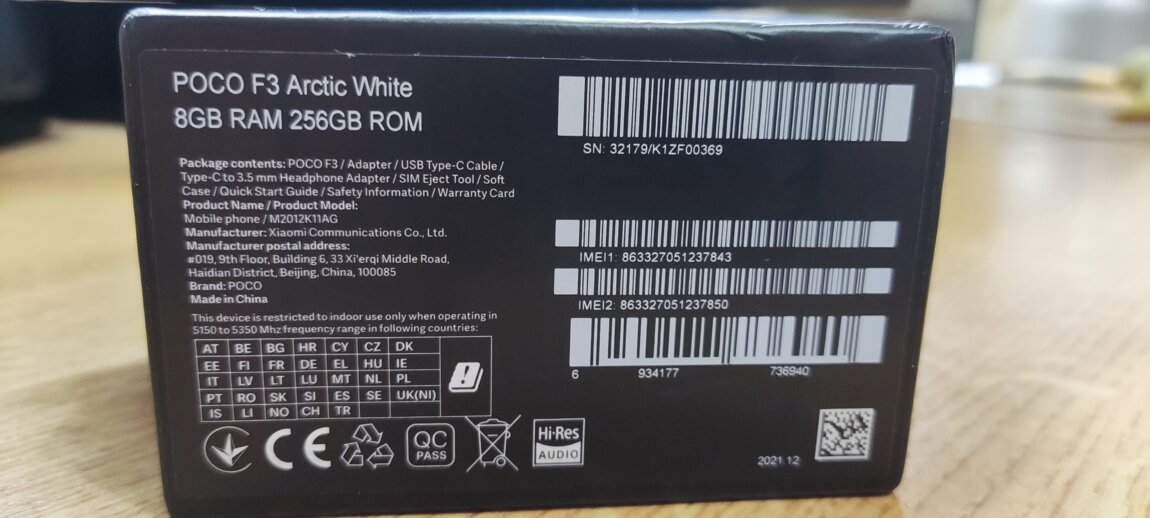 POCO F3 Arctic White
8GB RAM 256GB ROM
Package contents: POCO F3 / Adapter / USB Type-C Cable /
Type-C to 3.5 mm Headphone Adapter / SIM Eject Tool / Soft
Case / Quick Start Guide / Safety Information / Warranty Card
Product Name / Product Model:
Mobile phone / M2012K11AG
Manufacturer: Xiaomi Communications Co., Ltd.
Manufacturer postal address:
#019, 9th Floor, Building 6, 33 Xi'erqi Middle Road,
Haidian District, Beijing, China, 100085
Brand: POCO
Made in China
This device is restricted to indoor use only when operating in
5150 to 5350 Mhz frequency range in following countries:
AT BE BG HR CY CZ DK
EE FI FR DE EL HU IE
IT LV LT LU MT NL PL
PT RO SK SI ES SE UK(NI)
IS LI NO CH TR
CE
QC
PASS
Hi-Res
AUDIO
SN: 32179/K1ZF00369
IMEI1: 863327051237843
IMEI2: 863327051237850
6 934177 736940
2021.12